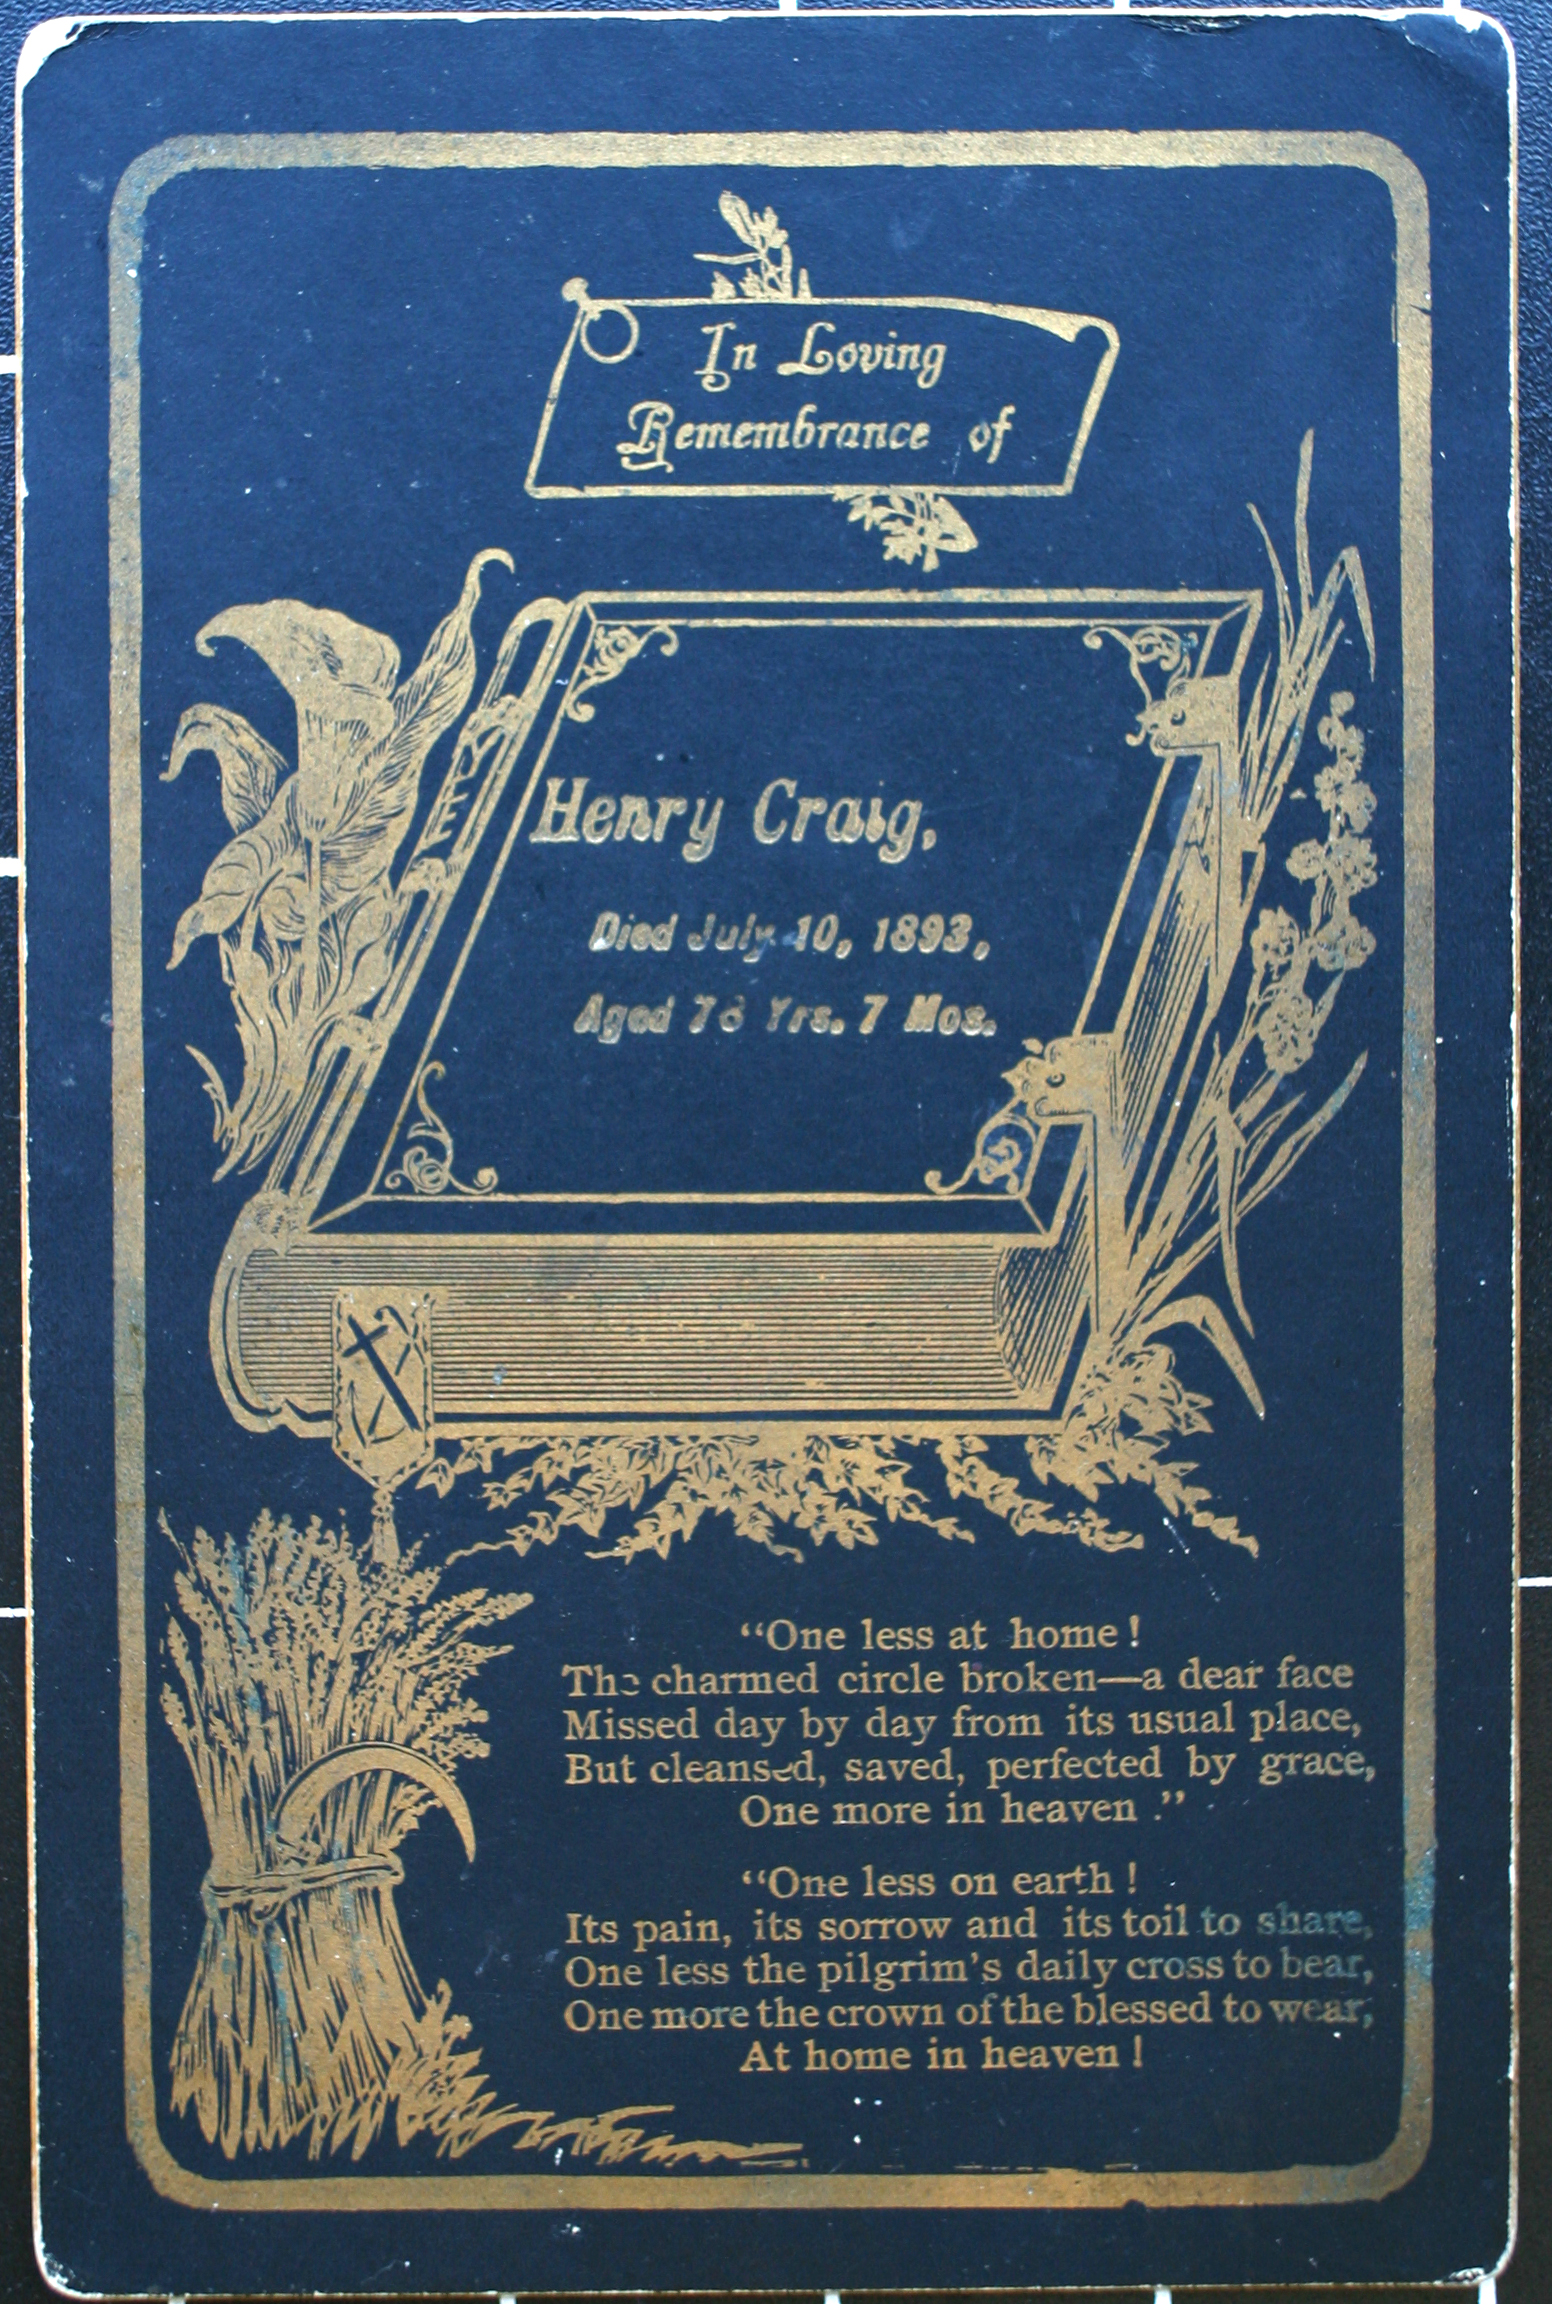 In Loving
Remembrance of
Henry Craig,
Died July 10, 1893,
Aged Yrs. 7 Mos.
"One less at home!
The charmed circle broken—a dear face
Missed day by day from its usual place,
But cleansed, saved, perfected by grace,
One more in heaven."
"One less on earth!
Its pain, its sorrow and its toil to share,
One less the pilgrim's daily cross to bear,
One more the crown of the blessed to wear,
At home in heaven!